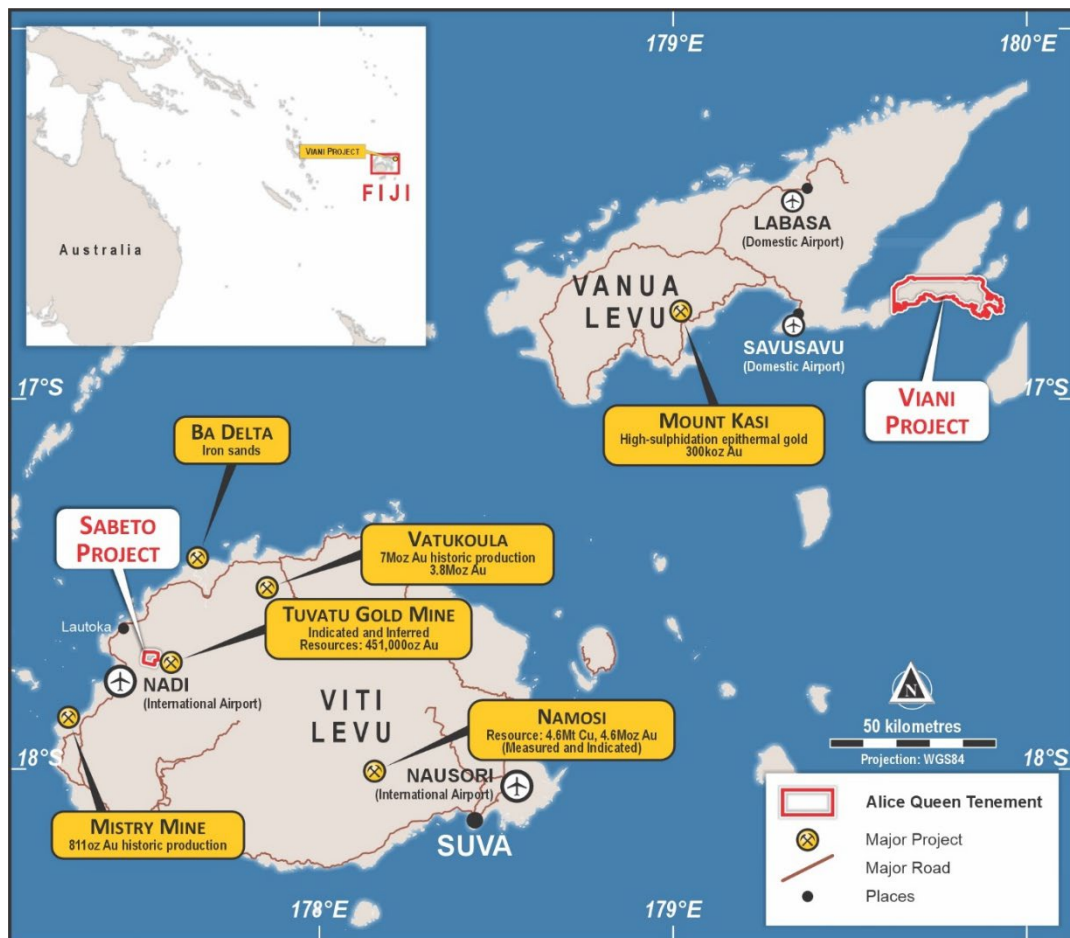 179°E
180°E
VIANI PROJECT
FIJI
Australia
LABASA
(Domestic Airport)
VANUA
LEVU
SAVUSAVU
(Domestic Airport)
17°S
17°S
VIANI
PROJECT
MOUNT KASI
High-sulphidation epithermal gold
300koz Au
BA DELTA
Iron sands
SABETO
PROJECT
VATUKOULA
7Moz Au historic production
3.8Moz Au
Lautoka
TUVATU GOLD MINE
Indicated and Inferred
Resources: 451,000oz Au
NADI
(International Airport)
VITI
LEVU
NAMOSI
Resource: 4.6Mt Cu, 4.6Moz Au
(Measured and Indicated)
N
50 kilometres
Projection: WGS84
18°S
18°S
NAUSORI
(International Airport)
MISTRY MINE
811oz Au historic production
SUVA
Alice Queen Tenement
Major Project
Major Road
Places
178°E
179°E